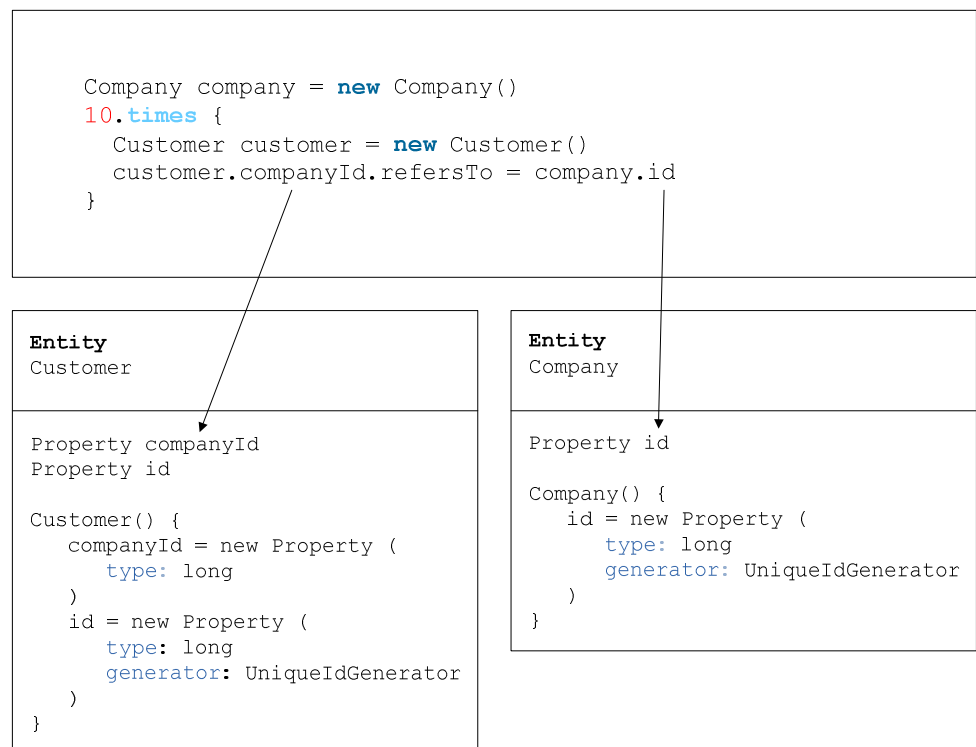 Company company = new Company()
10.times {
  Customer customer = new Customer()
  customer.companyId.refersTo = company.id
}
Entity
Customer
Property companyId
Property id
Customer() {
   companyId = new Property (
      type: long
   )
   id = new Property (
      type: long
      generator: UniqueIdGenerator
   )
}
Entity
Company
Property id
Company() {
   id = new Property (
      type: long
      generator: UniqueIdGenerator
   )
}